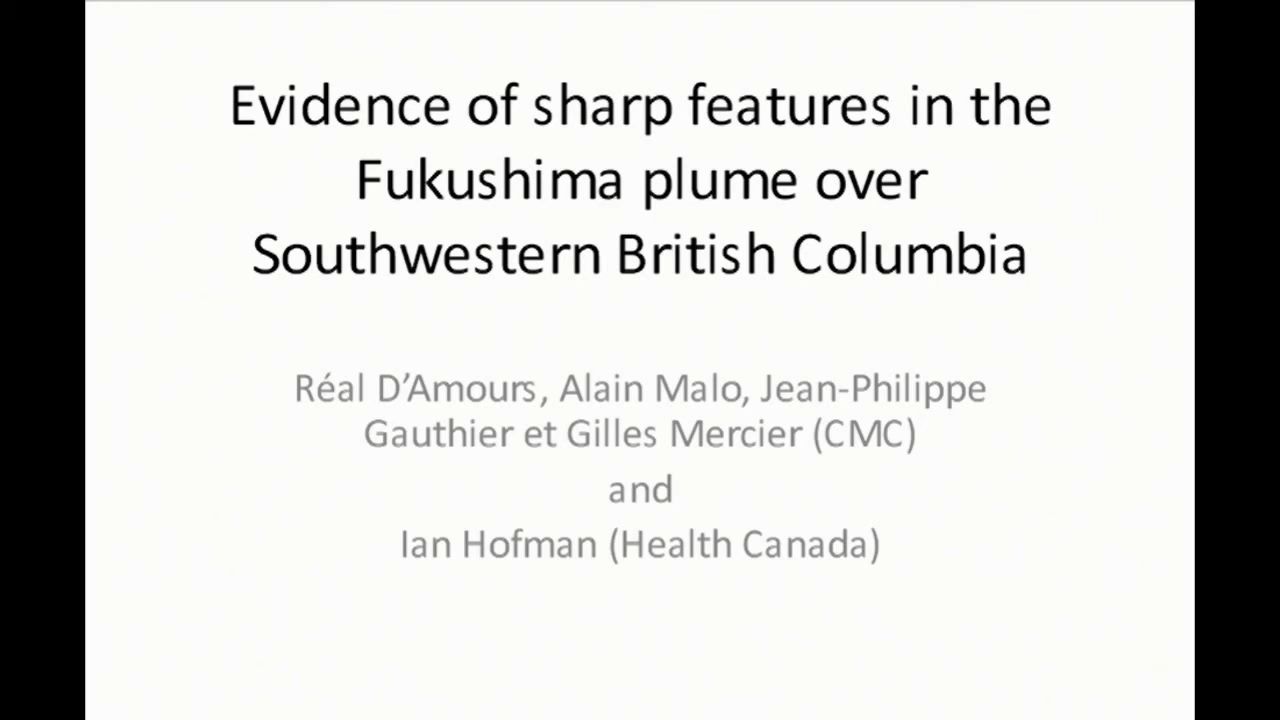 Evidence of sharp features in the
Fukushima plume over
Southwestern British Columbia
Réal D’Amours, Alain Malo, Jean-Philippe
Gauthier et Gilles Mercier (CMC)
and
Ian Hofman (Health Canada)